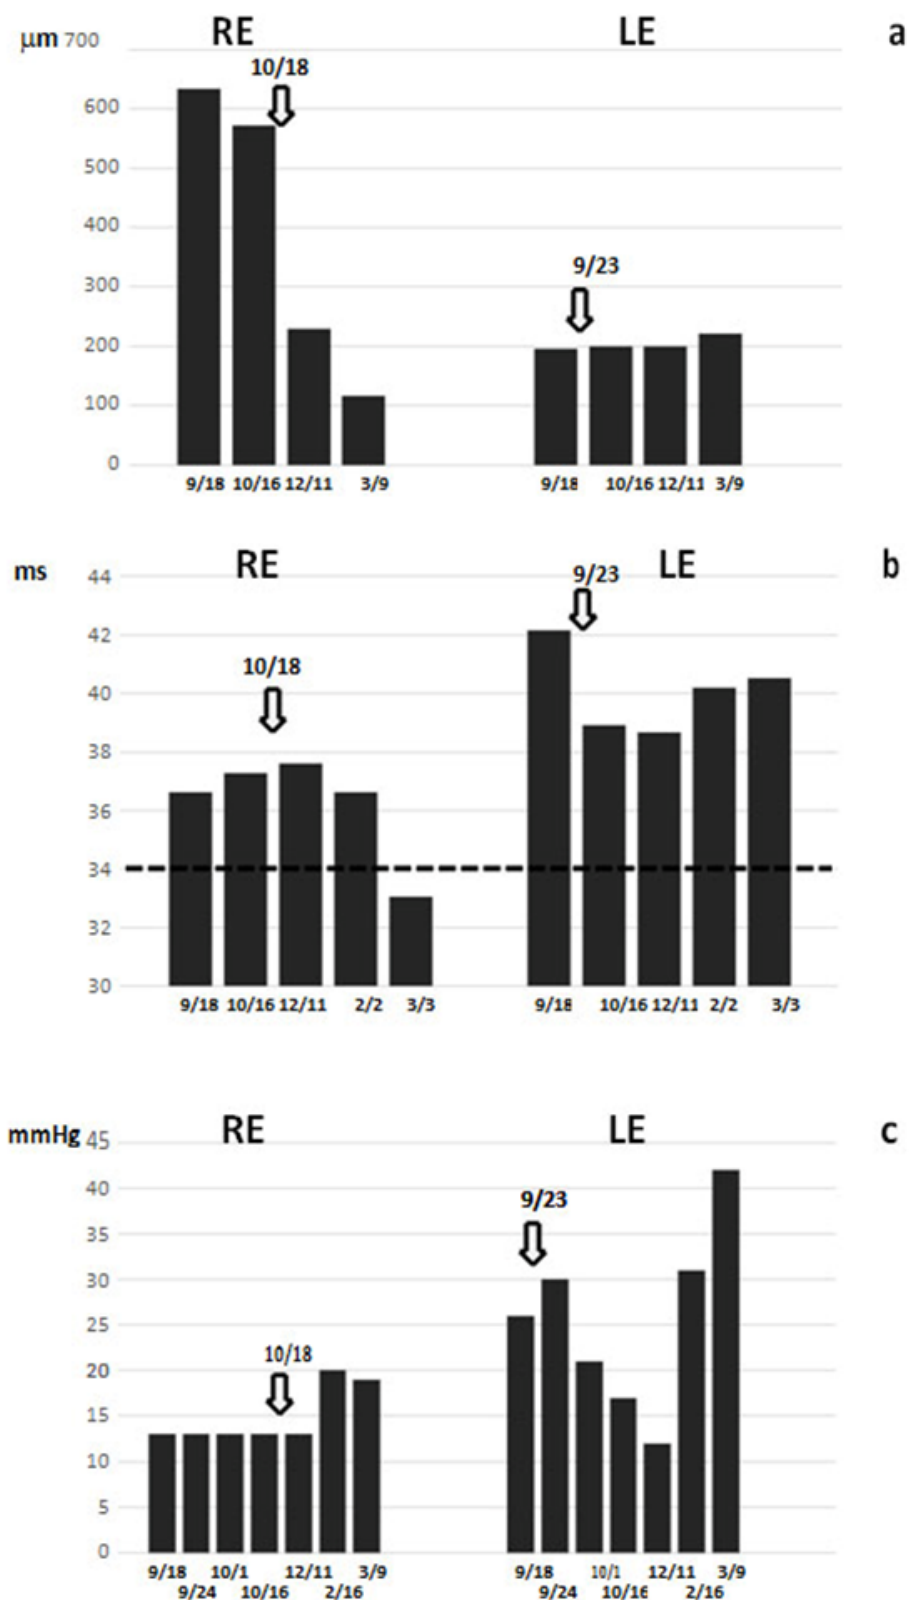 RE LE a
μm 700
10/18
600
500
400
9/23
300
200
100
0
9/18 10/16 12/11 3/9 9/18 10/16 12/11 3/9
RE LE b
ms 44
9/23
42
10/18
40
38
36
34
32
30
9/18 10/16 12/11 2/2 3/3 9/18 10/16 12/11 2/2 3/3
RE LE c
mmHg 45
40
9/23
35
30
25
10/18
20
15
10
5
0
9/18 10/1 12/11 3/9 9/18 10/1 12/11 3/9
9/24 10/16 2/16 9/24 10/16 2/16